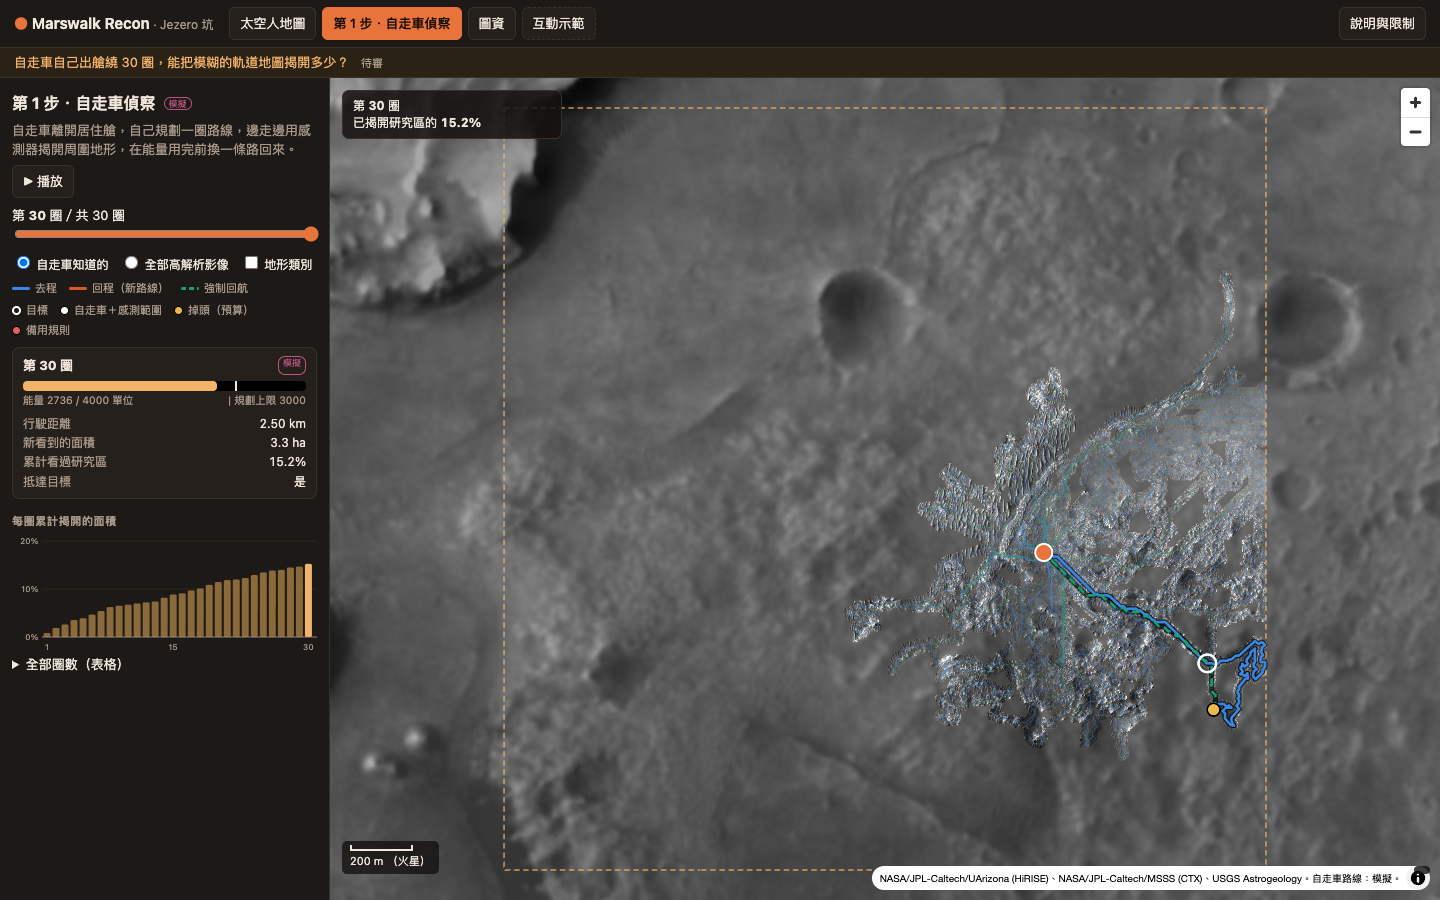 Marswalk Recon · Jezero 坑
太空人地圖
第 1 步 · 自走車偵察
圖資
互動示範
說明與限制
自走車自己出艙繞 30 圈，能把模糊的軌道地圖揭開多少？ 待審
第 1 步 · 自走車偵察 模擬
自走車離開居住艙，自己規劃一圈路線，邊走邊用感
測器揭開周圍地形，在能量用完前換一條路回來。
▶ 播放
第 30 圈 / 共 30 圈
自走車知道的 全部高解析影像 地形類別
去程 回程（新路線） 強制回航
目標 自走車＋感測範圍 掉頭（預算）
備用規則
第 30 圈 模擬
能量 2736 / 4000 單位 | 規劃上限 3000
行駛距離 2.50 km
新看到的面積 3.3 ha
累計看過研究區 15.2%
抵達目標 是
每圈累計揭開的面積
20%
10%
0%
1 15 30
▶ 全部圈數（表格）
第 30 圈
已揭開研究區的 15.2%
+
−
200 m （火星）
NASA/JPL-Caltech/UArizona (HiRISE)、NASA/JPL-Caltech/MSSS (CTX)、USGS Astrogeology。自走車路線：模擬。